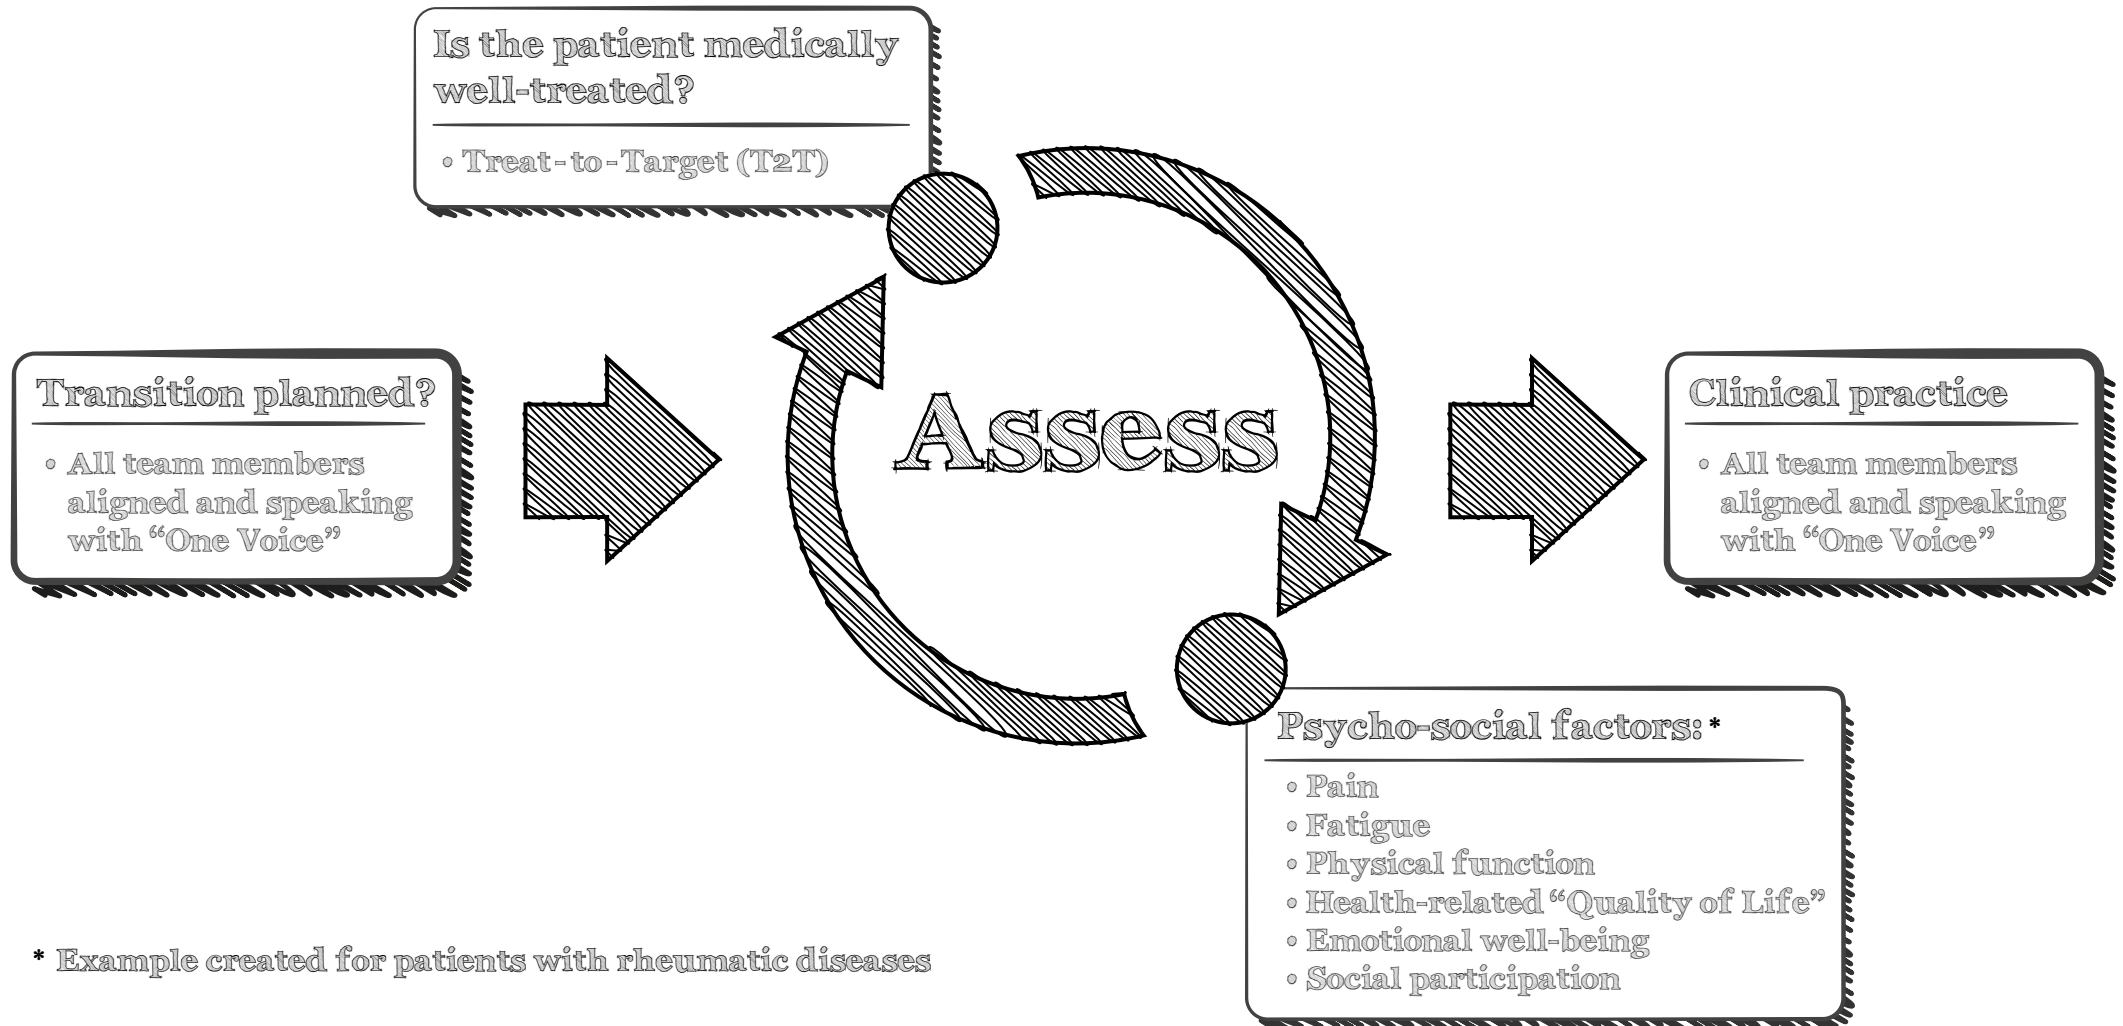 Is the patient medically
well-treated?
• Treat-to-Target (T2T)
Transition planned?
• All team members
aligned and speaking
with “One Voice”
Assess
Clinical practice
• All team members
aligned and speaking
with “One Voice”
Psycho-social factors:*
• Pain
• Fatigue
• Physical function
• Health-related “Quality of Life”
• Emotional well-being
• Social participation
* Example created for patients with rheumatic diseases